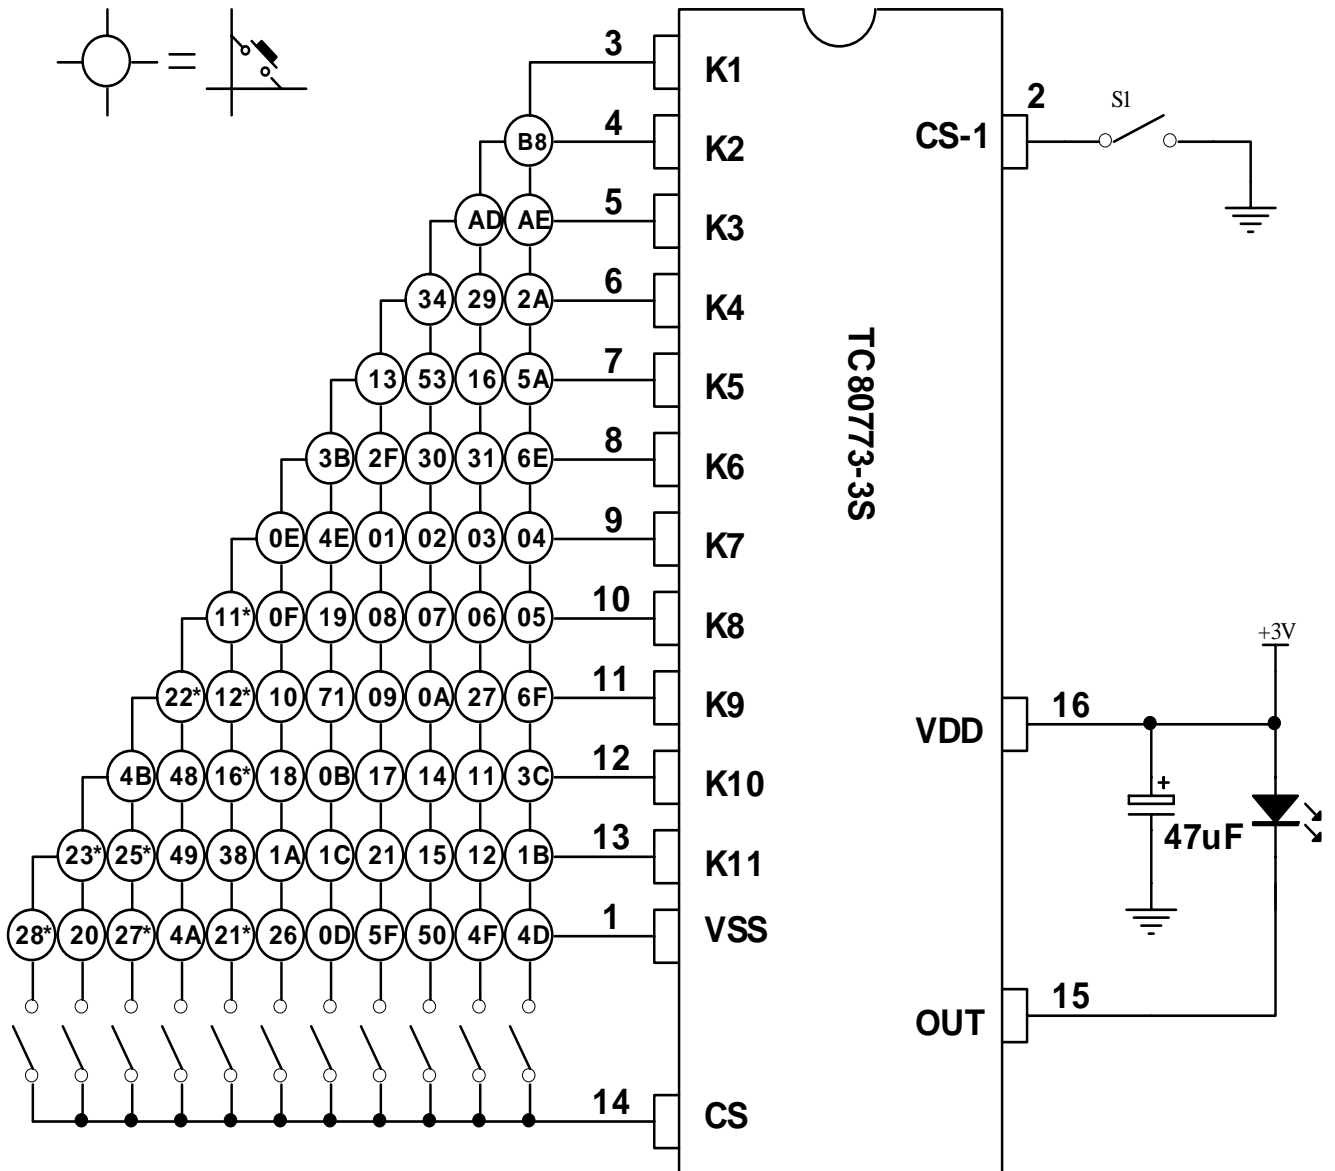 3 K1
2 S1
B8 4 K2 CS-1
AD AE 5 K3
34 29 2A 6 K4
13 53 16 5A 7 K5
TC80773-3S
3B 2F 30 31 6E 8 K6
0E 4E 01 02 03 04 9 K7
11* 0F 19 08 07 06 05 10 K8
+3V
22* 12* 10 71 09 0A 27 6F 11 K9
VDD 16
4B 48 16* 18 0B 17 14 11 3C 12 K10
+
47uF
23* 25* 49 38 1A 1C 21 15 12 1B 13 K11
28* 20 27* 4A 21* 26 0D 5F 50 4F 4D 1 VSS
OUT 15
14 CS